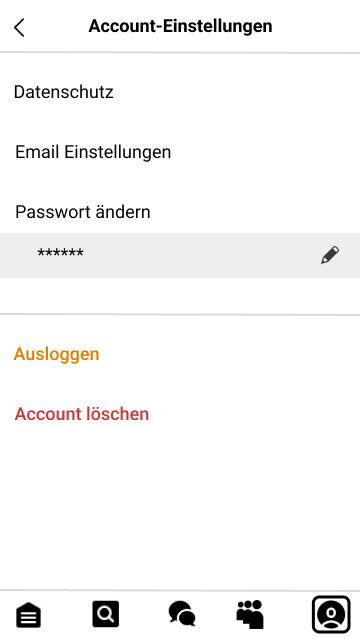 Account-Einstellungen
Datenschutz
Email Einstellungen
Passwort ändern
******
Ausloggen
Account löschen